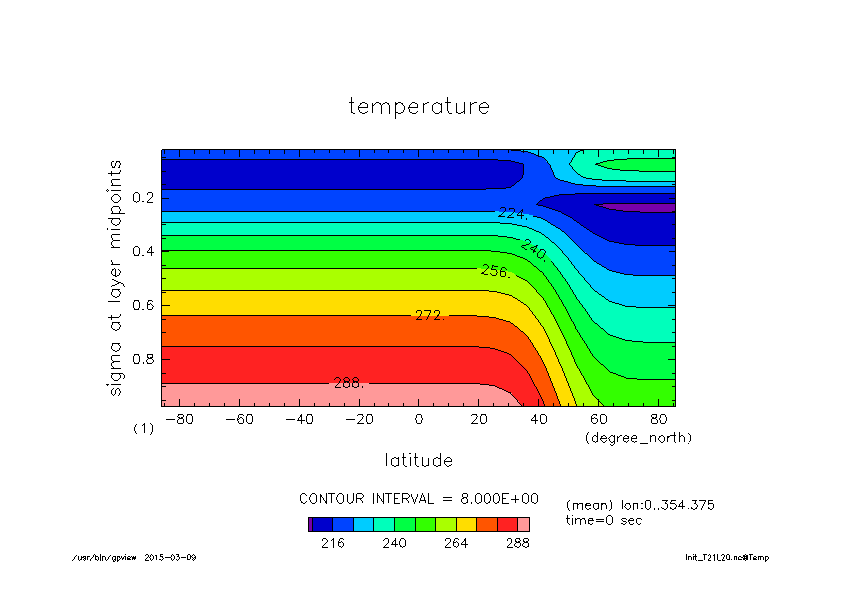 temperature
sigma at layer midpoints
0.2
0.4
0.6
0.8
224.
240.
256.
272.
288.
(1)
−80 −60 −40 −20 0 20 40 60 80
(degree_north)
latitude
CONTOUR INTERVAL = 8.000E+00
216 240 264 288
(mean) lon:0..354.375
time=0 sec
/usr/bin/gpview 2015-03-09
Init_T21L20.nc@Temp